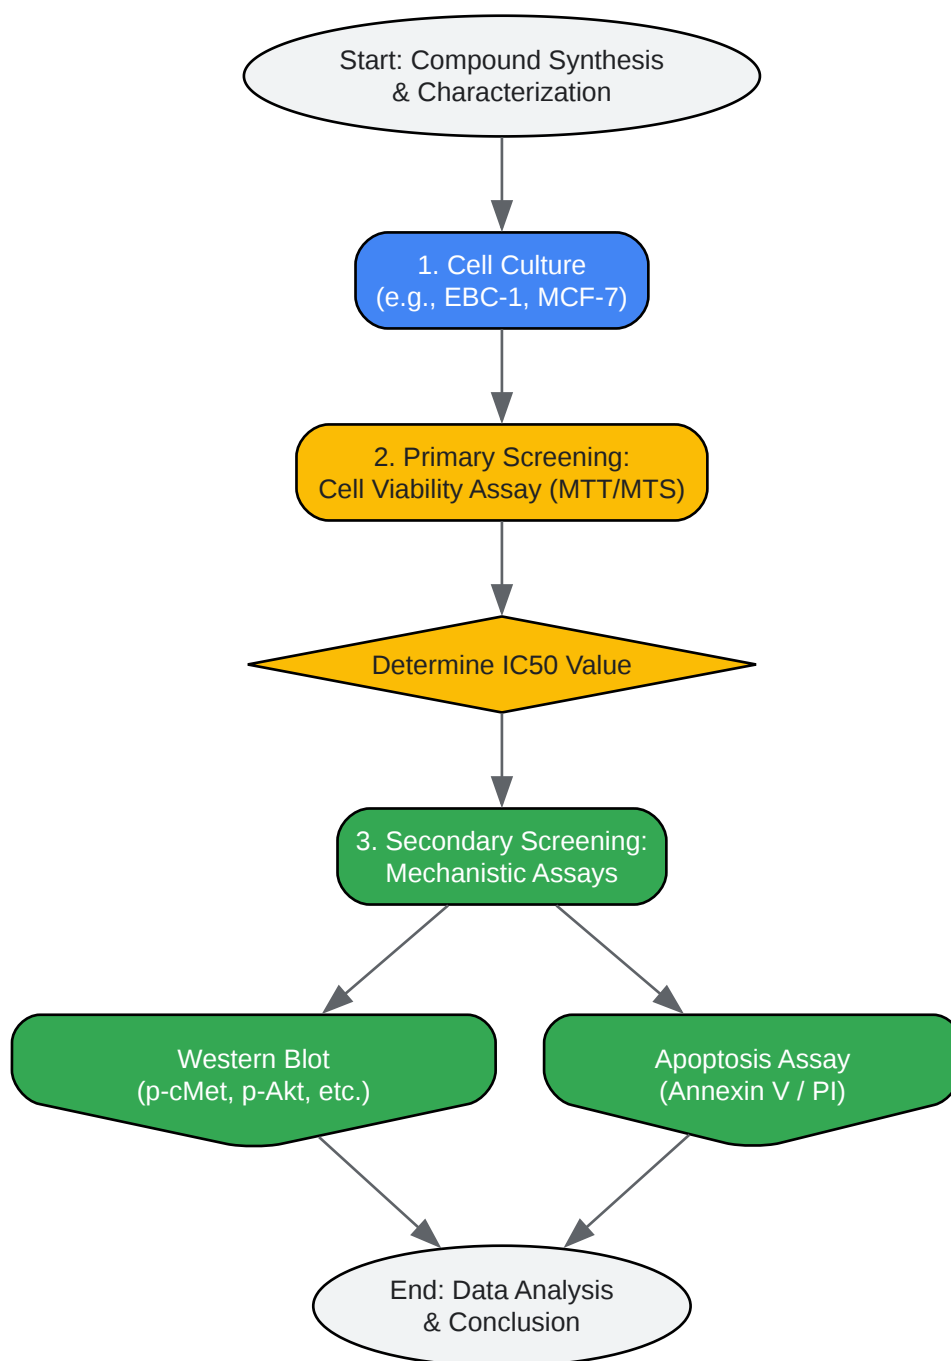 Start: Compound Synthesis
& Characterization
1. Cell Culture
(e.g., EBC-1, MCF-7)
2. Primary Screening:
Cell Viability Assay (MTT/MTS)
Determine IC50 Value
3. Secondary Screening:
Mechanistic Assays
Western Blot
(p-cMet, p-Akt, etc.)
Apoptosis Assay
(Annexin V / PI)
End: Data Analysis
& Conclusion